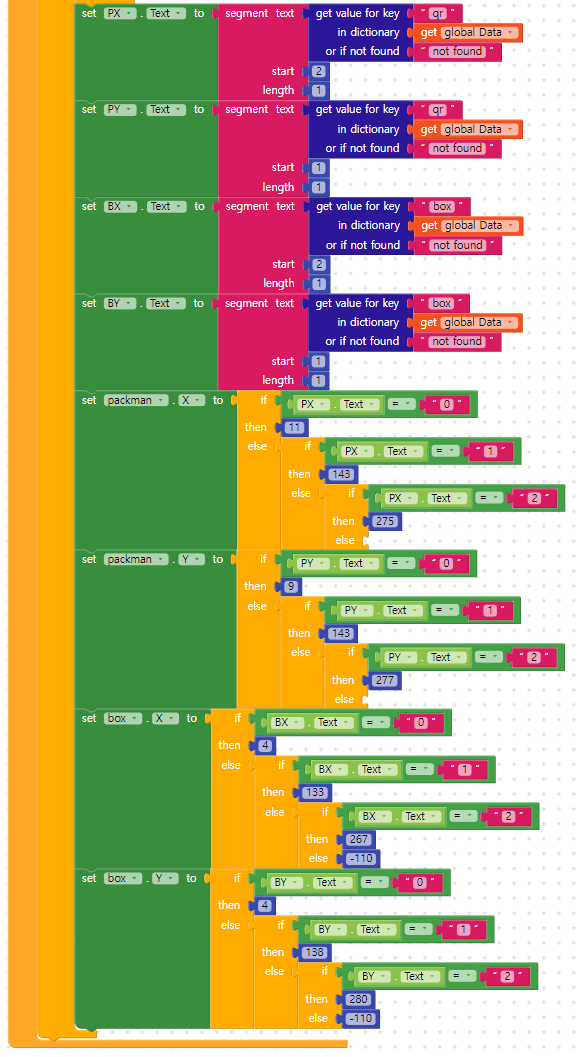 set PX . Text to segment text get value for key " qr "
in dictionary get global Data
or if not found " not found "
start 2
length 1
set PY . Text to segment text get value for key " qr "
in dictionary get global Data
or if not found " not found "
start 1
length 1
set BX . Text to segment text get value for key " box "
in dictionary get global Data
or if not found " not found "
start 2
length 1
set BY . Text to segment text get value for key " box "
in dictionary get global Data
or if not found " not found "
start 1
length 1
set packman . X to if PX . Text = " 0 "
then 11
else if PX . Text = " 1 "
then 143
else if PX . Text = " 2 "
then 275
else
set packman . Y to if PY . Text = " 0 "
then 9
else if PY . Text = " 1 "
then 143
else if PY . Text = " 2 "
then 277
else
set box . X to if BX . Text = " 0 "
then 4
else if BX . Text = " 1 "
then 133
else if BX . Text = " 2 "
then 267
else -110
set box . Y to if BY . Text = " 0 "
then 4
else if BY . Text = " 1 "
then 138
else if BY . Text = " 2 "
then 280
else -110